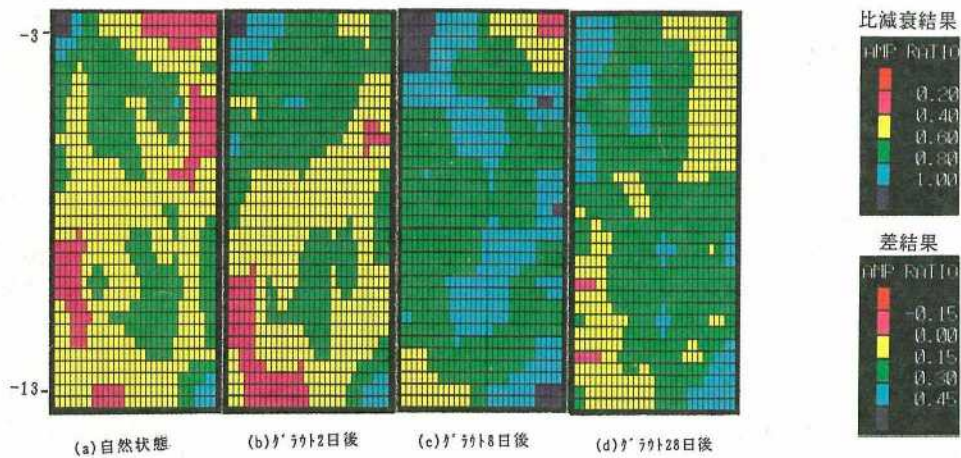 -3
-13
(a)自然状態
(b)グラウト2日後
(c)グラウト8日後
(d)グラウト28日後
比減衰結果
AMP RATIO
0.20
0.40
0.60
0.80
1.00
差結果
AMP RATIO
-0.15
0.00
0.15
0.30
0.45